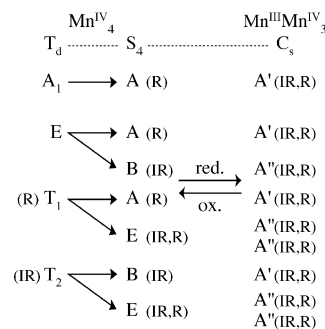 Mn^IV_4 Mn^III Mn^IV_3
T_d S_4 C_s
A_1 A (R) A' (IR,R)
E A (R) A' (IR,R)
B (IR) red. A" (IR,R)
(R) T_1 A (R) ox. A' (IR,R)
E (IR,R) A" (IR,R)
A" (IR,R)
(IR) T_2 B (IR) A' (IR,R)
E (IR,R) A" (IR,R)
A" (IR,R)